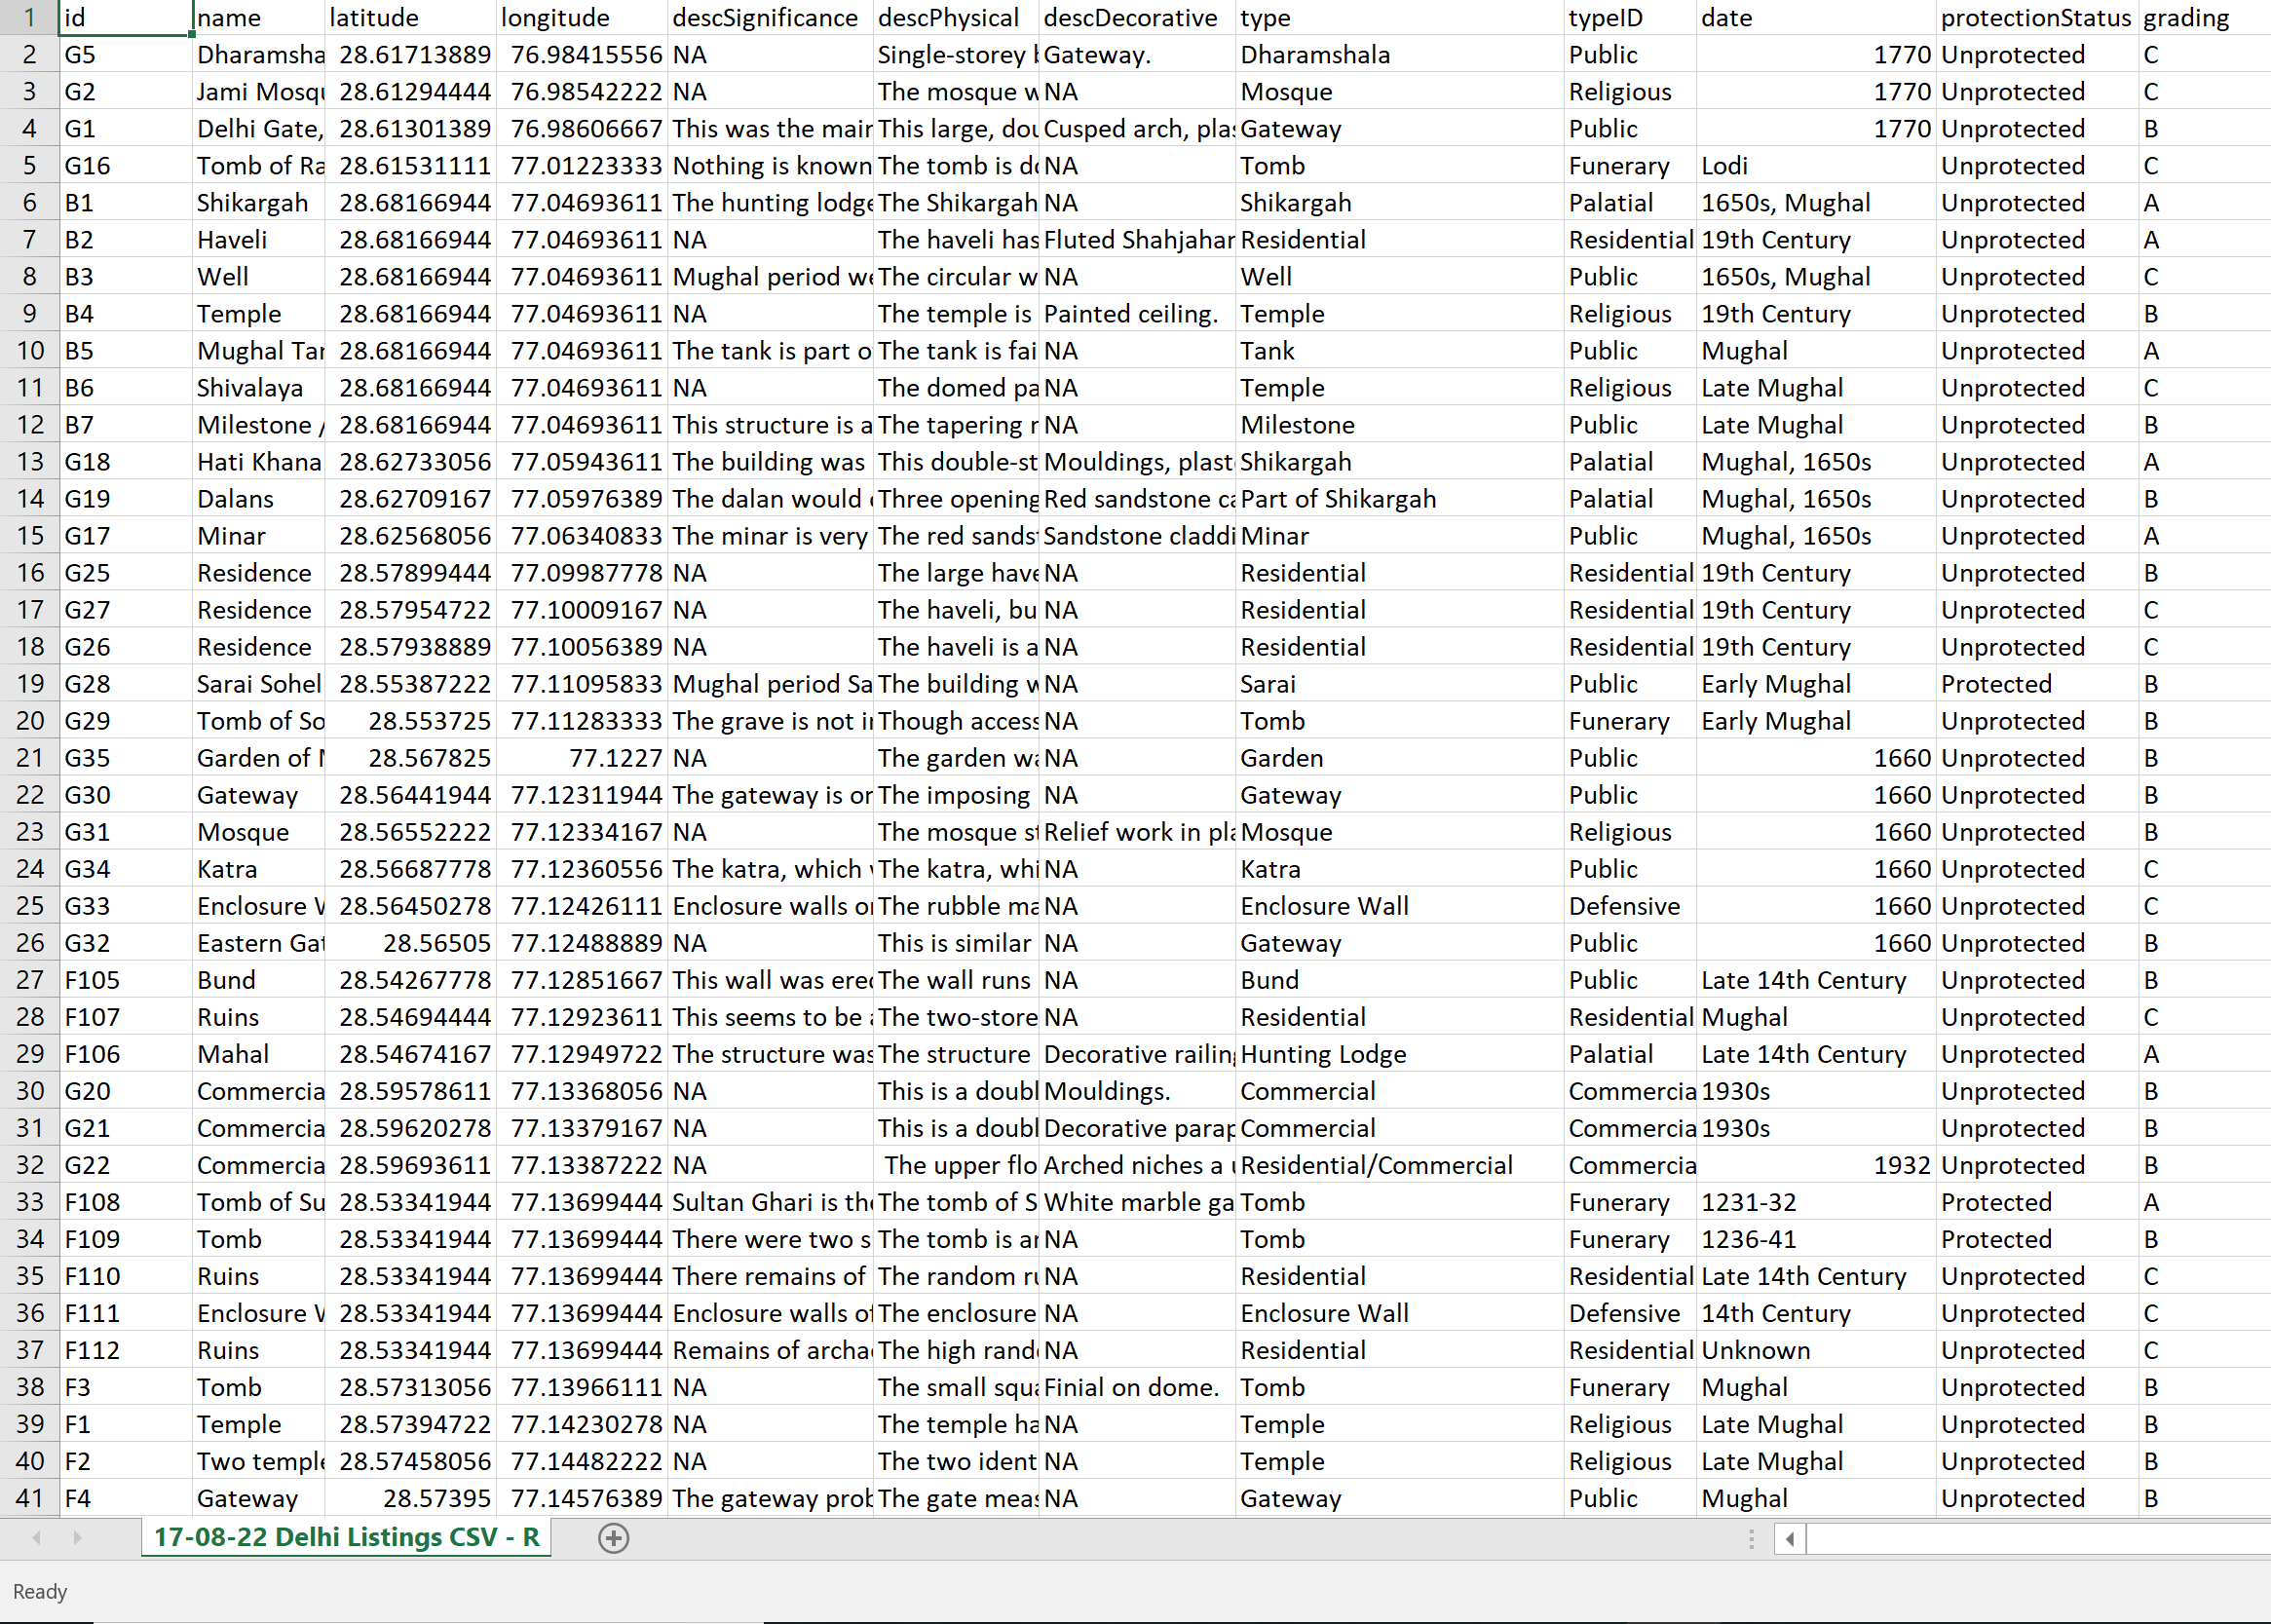 1 id name latitude longitude descSignificance descPhysical descDecorative type typeID date protectionStatus grading
2 G5 Dharamsha 28.61713889 76.98415556 NA Single-storey Gateway. Dharamshala Public 1770 Unprotected C
3 G2 Jami Mosqu 28.61294444 76.98542222 NA The mosque w NA Mosque Religious 1770 Unprotected C
4 G1 Delhi Gate, 28.61301389 76.98606667 This was the mair This large, dou Cusped arch, plas Gateway Public 1770 Unprotected B
5 G16 Tomb of Ra 28.61531111 77.01223333 Nothing is known The tomb is do NA Tomb Funerary Lodi Unprotected C
6 B1 Shikargah 28.68166944 77.04693611 The hunting lodge The Shikargah NA Shikargah Palatial 1650s, Mughal Unprotected A
7 B2 Haveli 28.68166944 77.04693611 NA The haveli has Fluted Shahjahar Residential Residential 19th Century Unprotected A
8 B3 Well 28.68166944 77.04693611 Mughal period we The circular w NA Well Public 1650s, Mughal Unprotected C
9 B4 Temple 28.68166944 77.04693611 NA The temple is Painted ceiling. Temple Religious 19th Century Unprotected B
10 B5 Mughal Tar 28.68166944 77.04693611 The tank is part o The tank is fai NA Tank Public Mughal Unprotected A
11 B6 Shivalaya 28.68166944 77.04693611 NA The domed pa NA Temple Religious Late Mughal Unprotected C
12 B7 Milestone / 28.68166944 77.04693611 This structure is a The tapering r NA Milestone Public Late Mughal Unprotected B
13 G18 Hati Khana 28.62733056 77.05943611 The building was This double-st Mouldings, plast Shikargah Palatial Mughal, 1650s Unprotected A
14 G19 Dalans 28.62709167 77.05976389 The dalan would Three opening Red sandstone ca Part of Shikargah Palatial Mughal, 1650s Unprotected B
15 G17 Minar 28.62568056 77.06340833 The minar is very The red sands Sandstone claddi Minar Public Mughal, 1650s Unprotected A
16 G25 Residence 28.57899444 77.09987778 NA The large have NA Residential Residential 19th Century Unprotected B
17 G27 Residence 28.57954722 77.10009167 NA The haveli, bu NA Residential Residential 19th Century Unprotected C
18 G26 Residence 28.57938889 77.10056389 NA The haveli is a NA Residential Residential 19th Century Unprotected C
19 G28 Sarai Sohel 28.55387222 77.11095833 Mughal period Sa The building w NA Sarai Public Early Mughal Protected B
20 G29 Tomb of So 28.553725 77.11283333 The grave is not ir Though access NA Tomb Funerary Early Mughal Unprotected B
21 G35 Garden of 28.567825 77.1227 NA The garden wa NA Garden Public 1660 Unprotected B
22 G30 Gateway 28.56441944 77.12311944 The gateway is or The imposing NA Gateway Public 1660 Unprotected B
23 G31 Mosque 28.56552222 77.12334167 NA The mosque st Relief work in pla Mosque Religious 1660 Unprotected B
24 G34 Katra 28.56687778 77.12360556 The katra, which The katra, whi NA Katra Public 1660 Unprotected C
25 G33 Enclosure 28.56450278 77.12426111 Enclosure walls or The rubble ma NA Enclosure Wall Defensive 1660 Unprotected C
26 G32 Eastern Gat 28.56505 77.12488889 NA This is similar NA Gateway Public 1660 Unprotected B
27 F105 Bund 28.54267778 77.12851667 This wall was erec The wall runs NA Bund Public Late 14th Century Unprotected B
28 F107 Ruins 28.54694444 77.12923611 This seems to be The two-store NA Residential Residential Mughal Unprotected C
29 F106 Mahal 28.54674167 77.12949722 The structure was The structure Decorative railin Hunting Lodge Palatial Late 14th Century Unprotected A
30 G20 Commercia 28.59578611 77.13368056 NA This is a doubl Mouldings. Commercial Commercia 1930s Unprotected B
31 G21 Commercia 28.59620278 77.13379167 NA This is a doubl Decorative parap Commercial Commercia 1930s Unprotected B
32 G22 Commercia 28.59693611 77.13387222 NA The upper flo Arched niches a Residential/Commercial Commercia 1932 Unprotected B
33 F108 Tomb of Su 28.53341944 77.13699444 Sultan Ghari is the The tomb of S White marble ga Tomb Funerary 1231-32 Protected A
34 F109 Tomb 28.53341944 77.13699444 There were two s The tomb is ar NA Tomb Funerary 1236-41 Protected B
35 F110 Ruins 28.53341944 77.13699444 There remains of The random ru NA Residential Residential Late 14th Century Unprotected C
36 F111 Enclosure 28.53341944 77.13699444 Enclosure walls of The enclosure NA Enclosure Wall Defensive 14th Century Unprotected C
37 F112 Ruins 28.53341944 77.13699444 Remains of archa The high rand NA Residential Residential Unknown Unprotected C
38 F3 Tomb 28.57313056 77.13966111 NA The small squa Finial on dome. Tomb Funerary Mughal Unprotected B
39 F1 Temple 28.57394722 77.14230278 NA The temple ha NA Temple Religious Late Mughal Unprotected B
40 F2 Two temple 28.57458056 77.14482222 NA The two ident NA Temple Religious Late Mughal Unprotected B
41 F4 Gateway 28.57395 77.14576389 The gateway prob The gate meas NA Gateway Public Mughal Unprotected B
17-08-22 Delhi Listings CSV - R
Ready